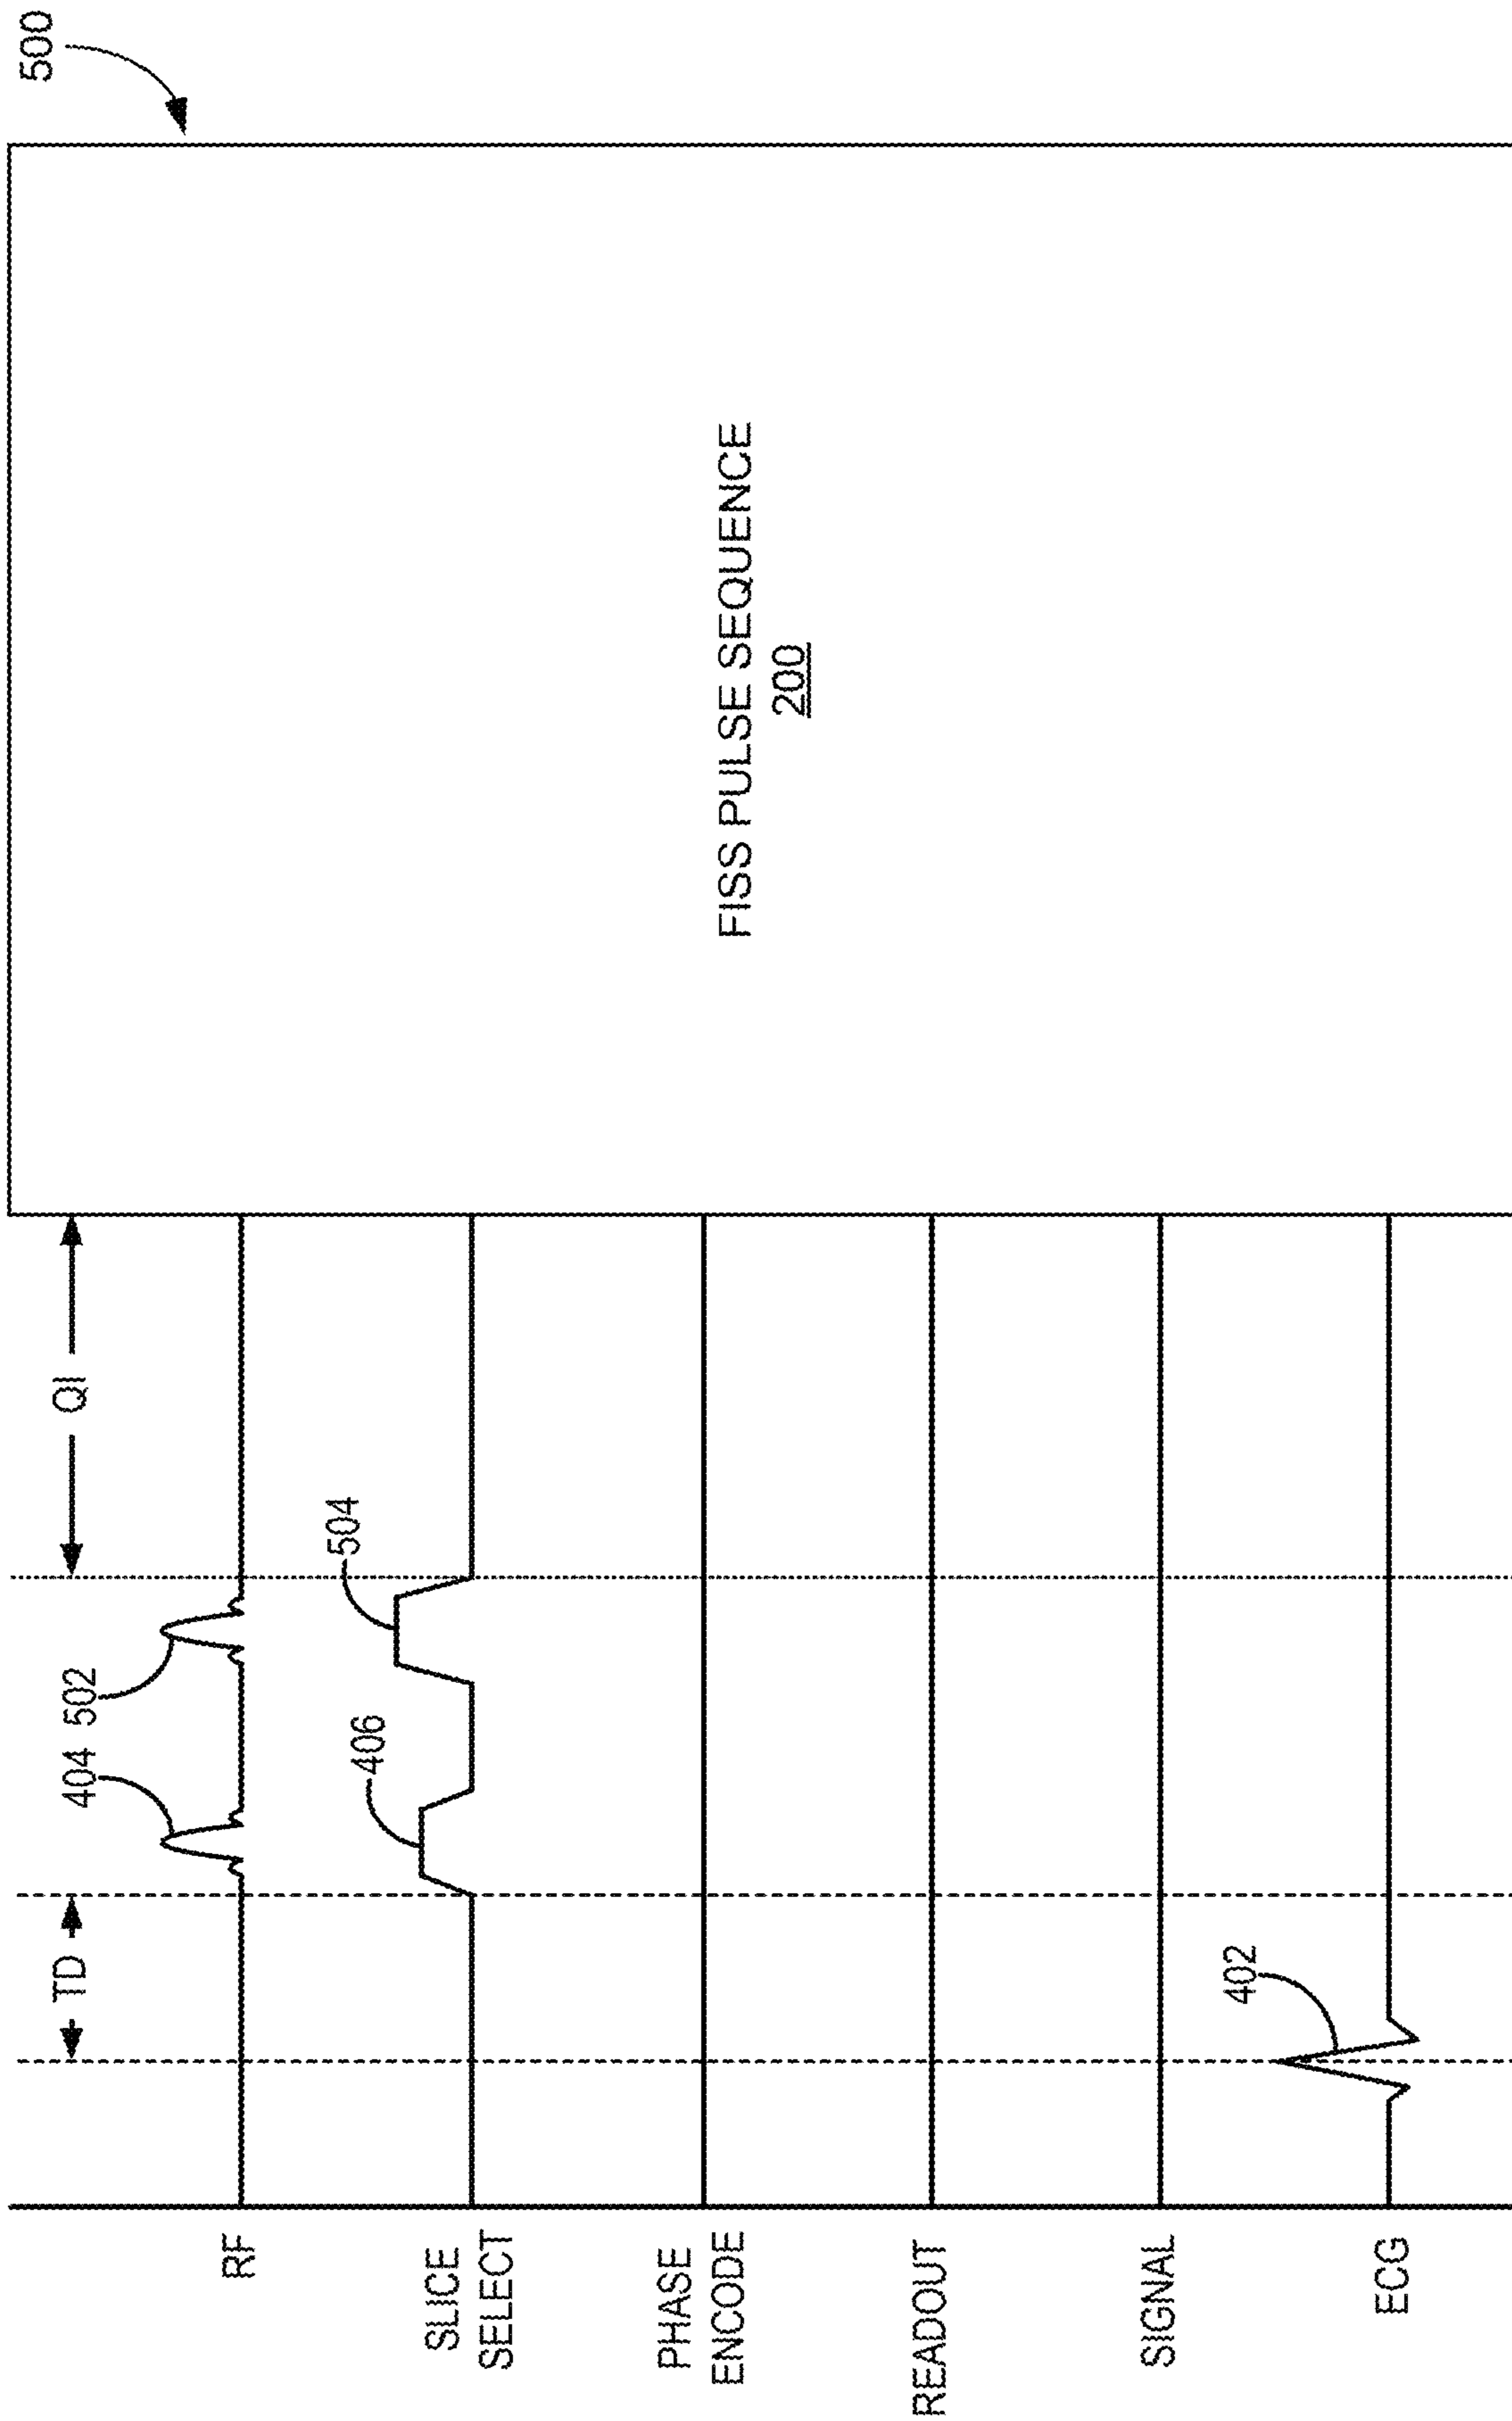 500
TD
QI
404
502
RF
406
504
SLICE
SELECT
PHASE
ENCODE
FISS PULSE SEQUENCE
200
READOUT
SIGNAL
402
ECG